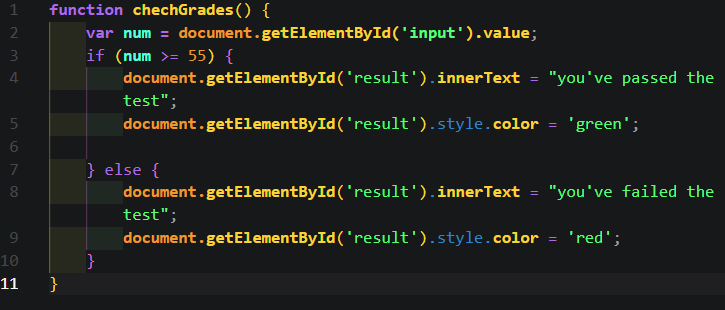 1 function chechGrades() {
2 var num = document.getElementById('input').value;
3 if (num >= 55) {
4 document.getElementById('result').innerText = "you've passed the
test";
5 document.getElementById('result').style.color = 'green';
6
7 } else {
8 document.getElementById('result').innerText = "you've failed the
test";
9 document.getElementById('result').style.color = 'red';
10 }
11 }